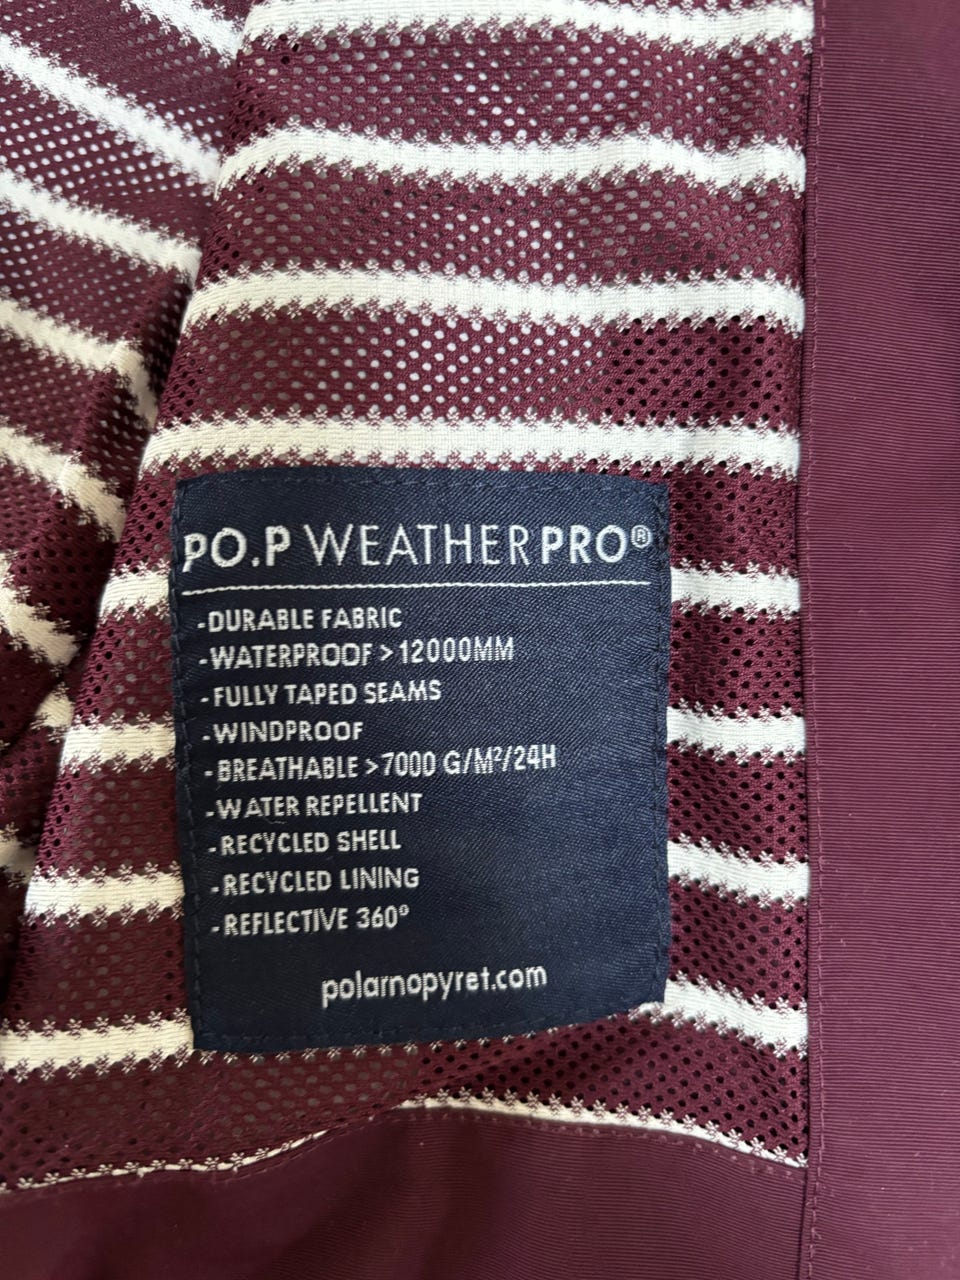 PO.P WEATHERPRO®
-DURABLE FABRIC
-WATERPROOF >12000MM
-FULLY TAPED SEAMS
-WINDPROOF
-BREATHABLE >7000 G/M²/24H
-WATER REPELLENT
-RECYCLED SHELL
-RECYCLED LINING
-REFLECTIVE 360°
polarnopyret.com